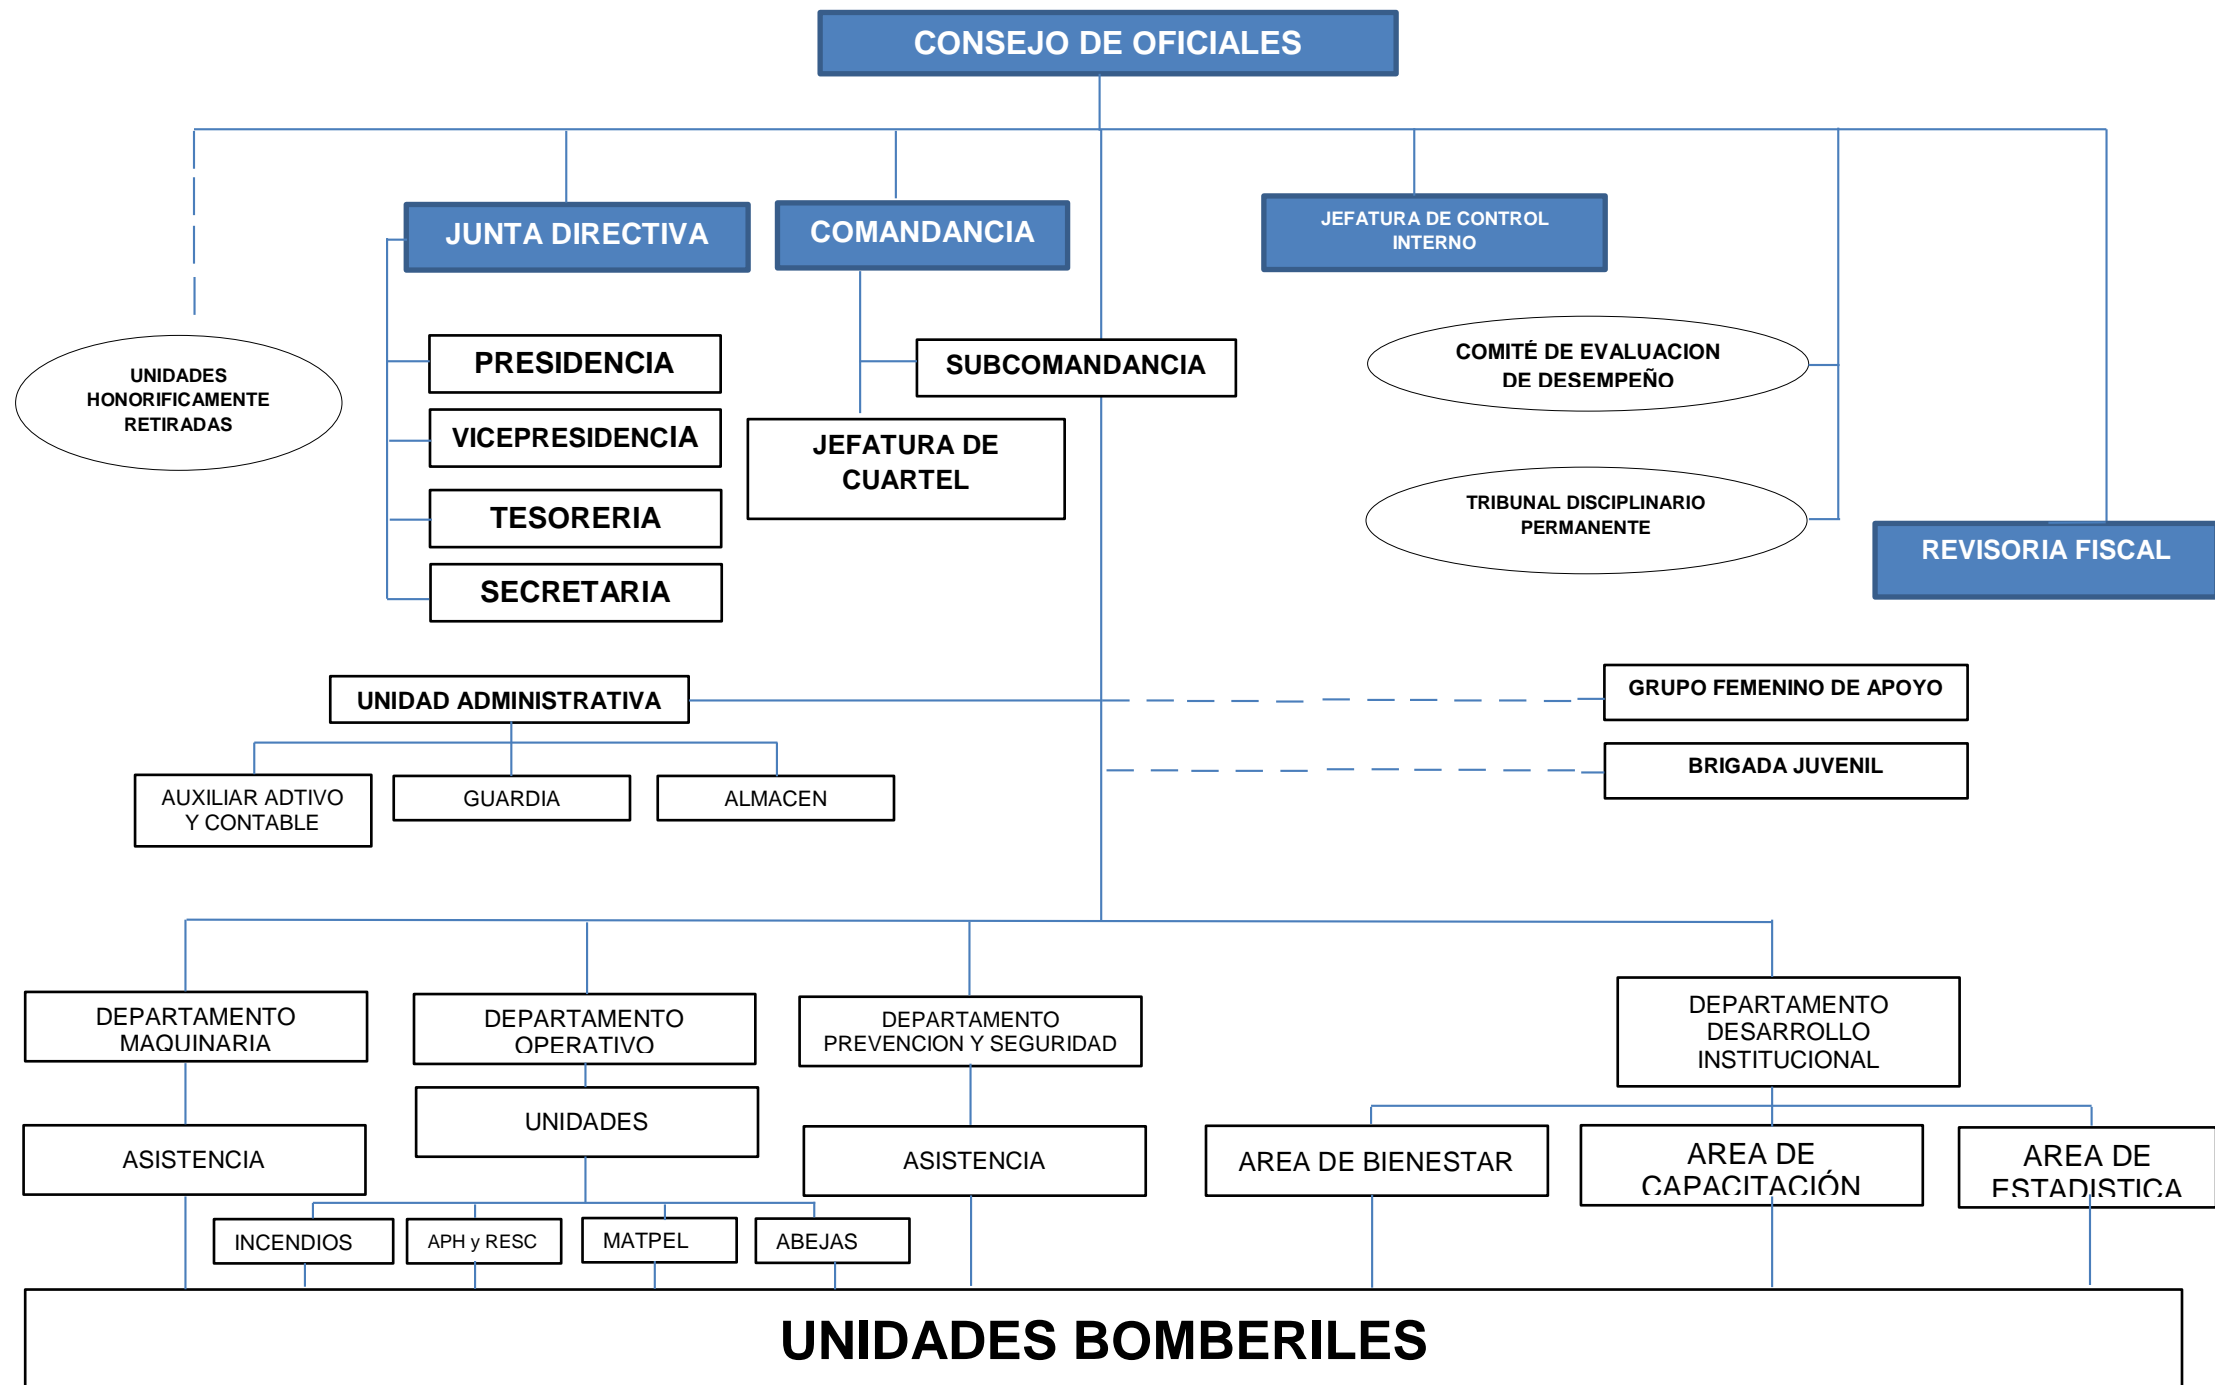 CONSEJO DE OFICIALES
JUNTA DIRECTIVA
COMANDANCIA
JEFATURA DE CONTROL
INTERNO
UNIDADES
HONORIFICAMENTE
RETIRADAS
PRESIDENCIA
SUBCOMANDANCIA
COMITÉ DE EVALUACION
DE DESEMPEÑO
VICEPRESIDENCIA
JEFATURA DE
CUARTEL
TESORERIA
TRIBUNAL DISCIPLINARIO
PERMANENTE
REVISORIA FISCAL
SECRETARIA
UNIDAD ADMINISTRATIVA
GRUPO FEMENINO DE APOYO
BRIGADA JUVENIL
AUXILIAR ADTIVO
Y CONTABLE
GUARDIA
ALMACEN
DEPARTAMENTO
MAQUINARIA
DEPARTAMENTO
OPERATIVO
DEPARTAMENTO
PREVENCION Y SEGURIDAD
DEPARTAMENTO
DESARROLLO
INSTITUCIONAL
UNIDADES
ASISTENCIA
ASISTENCIA
AREA DE BIENESTAR
AREA DE
CAPACITACIÓN
AREA DE
ESTADISTICA
INCENDIOS
APH y RESC
MATPEL
ABEJAS
UNIDADES BOMBERILES